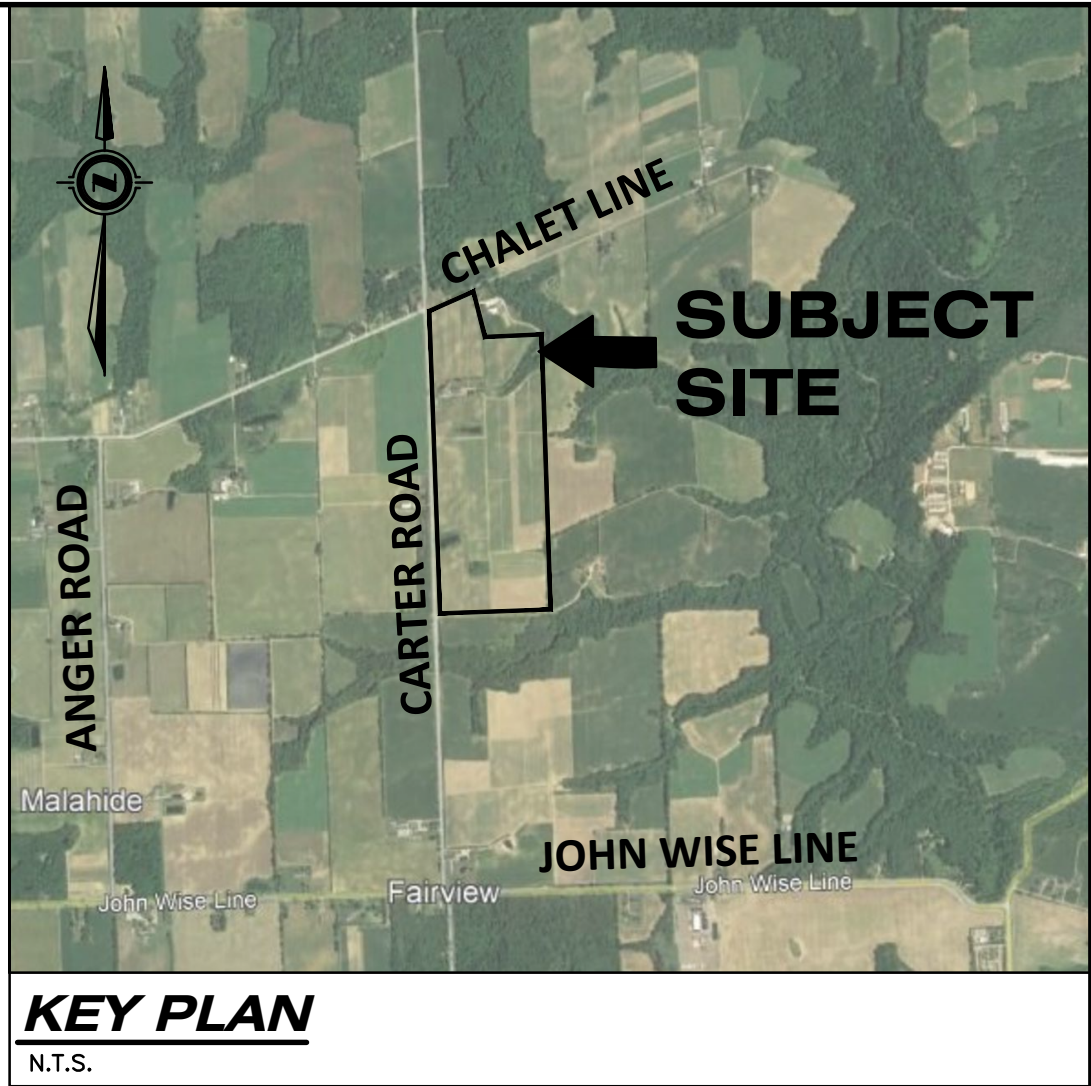 N
CHALET LINE
SUBJECT
SITE
CARTER ROAD
ANGER ROAD
Malahide
JOHN WISE LINE
John Wise Line
Fairview
John Wise Line
KEY PLAN
N.T.S.